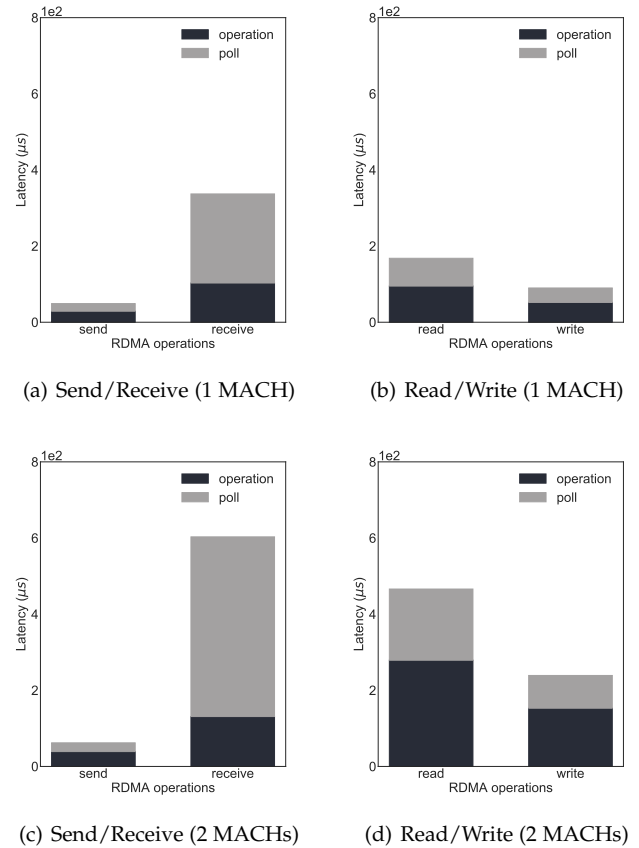 1e2
8
6
4
2
0
Latency (μs)
operation
poll
send receive
RDMA operations
(a) Send/Receive (1 MACH)
1e2
8
6
4
2
0
Latency (μs)
operation
poll
read write
RDMA operations
(b) Read/Write (1 MACH)
1e2
8
6
4
2
0
Latency (μs)
operation
poll
send receive
RDMA operations
(c) Send/Receive (2 MACHs)
1e2
8
6
4
2
0
Latency (μs)
operation
poll
read write
RDMA operations
(d) Read/Write (2 MACHs)